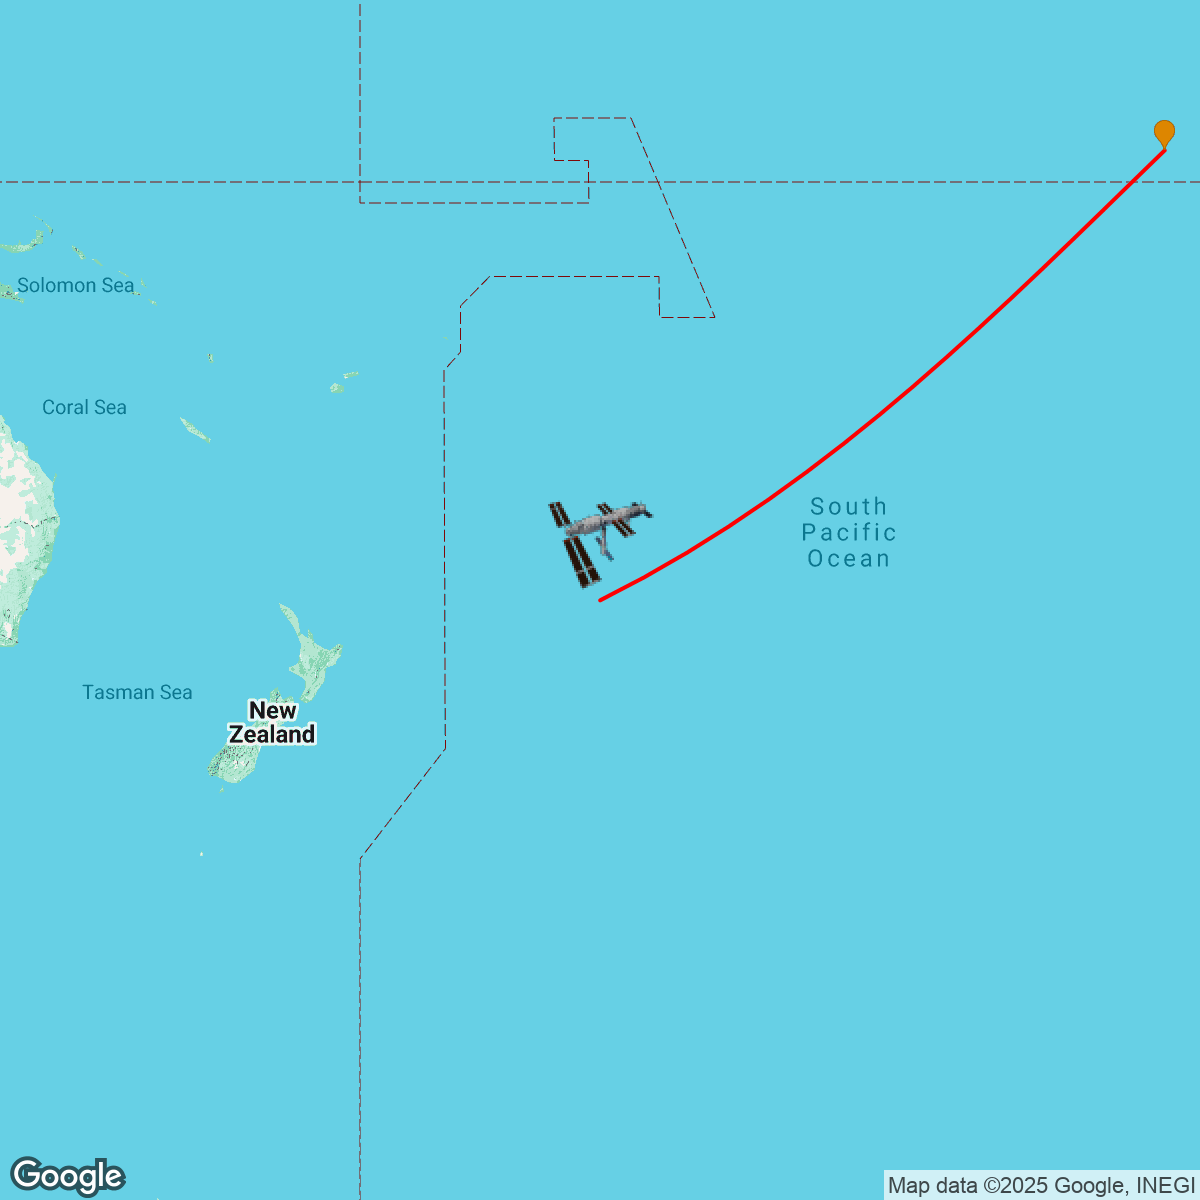 Solomon Sea
Coral Sea
South
Pacific
Ocean
Tasman Sea
New
Zealand
Google
Map data ©2025 Google, INEGI